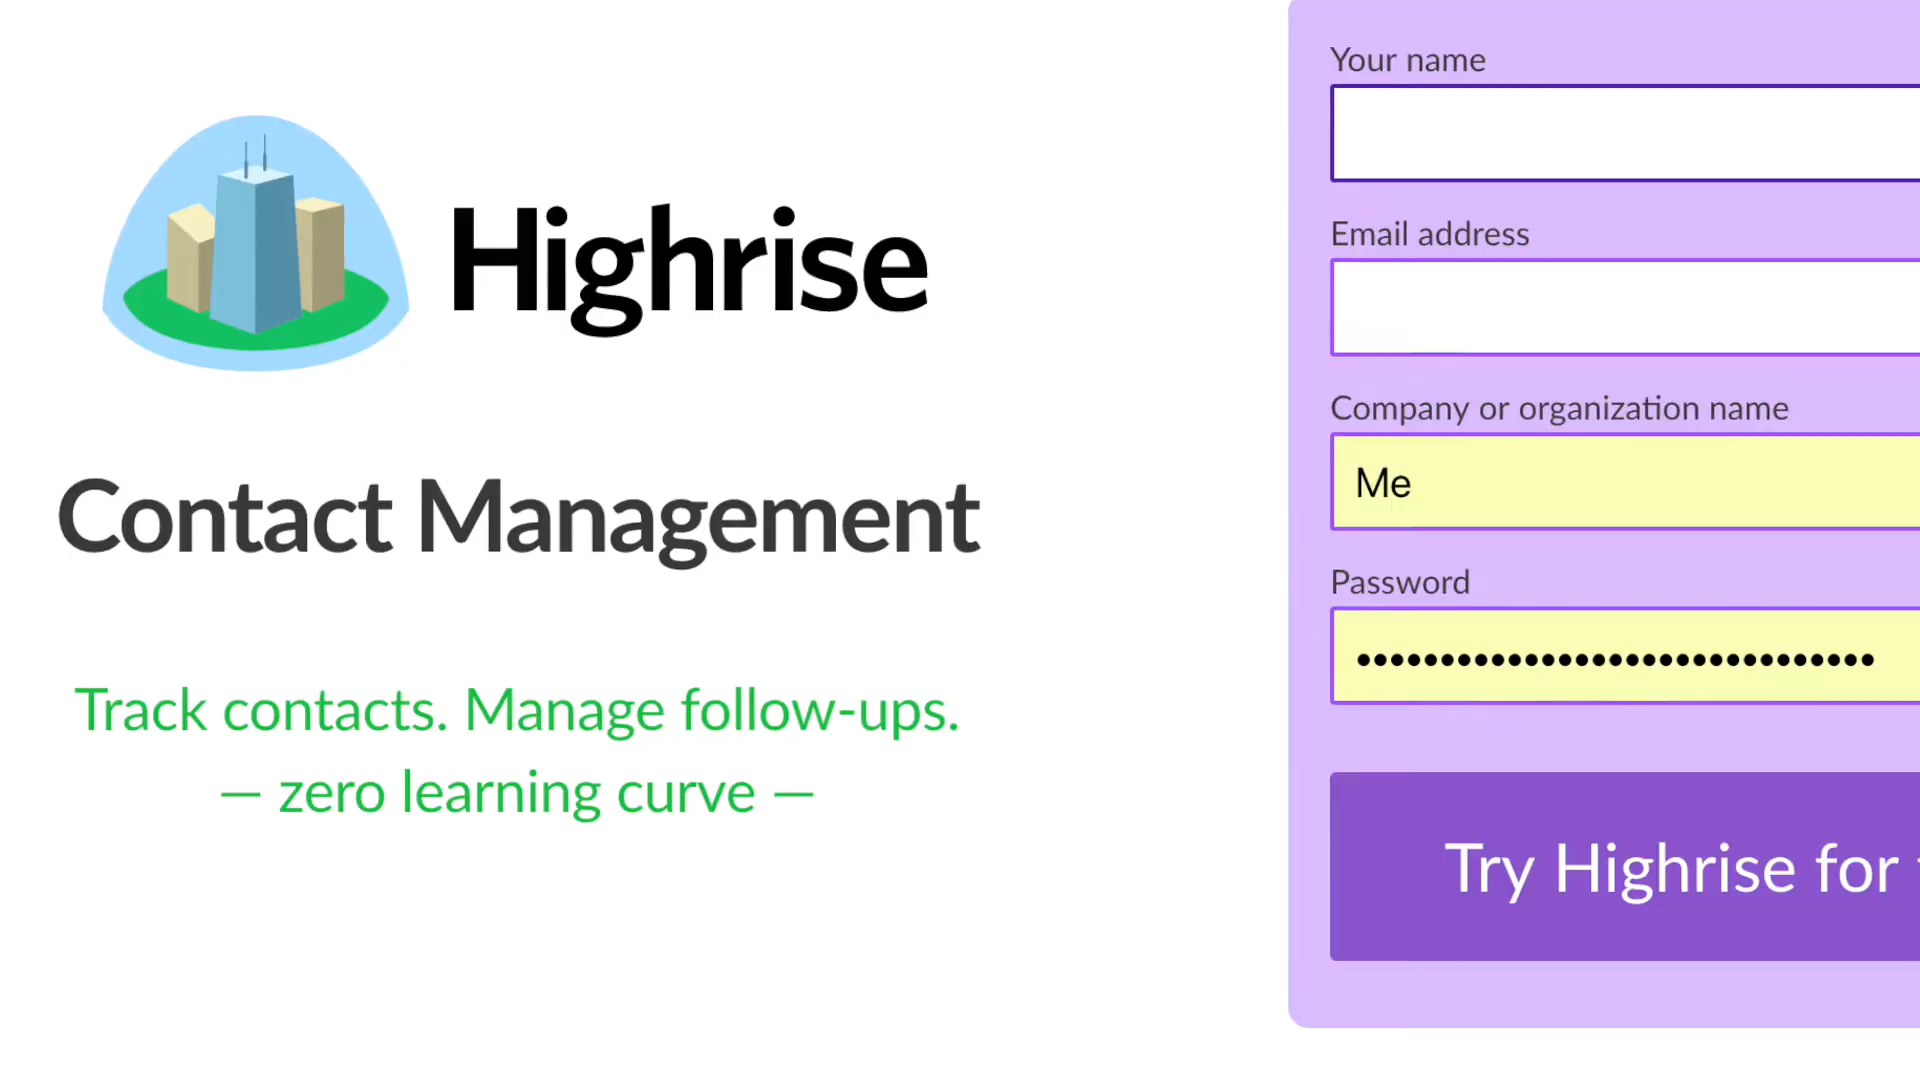 Highrise
Contact Management
Track contacts. Manage follow-ups.
— zero learning curve —
Your name
Email address
Company or organization name
Me
Password
•••••••••••••••••••••••••••••••
Try Highrise for